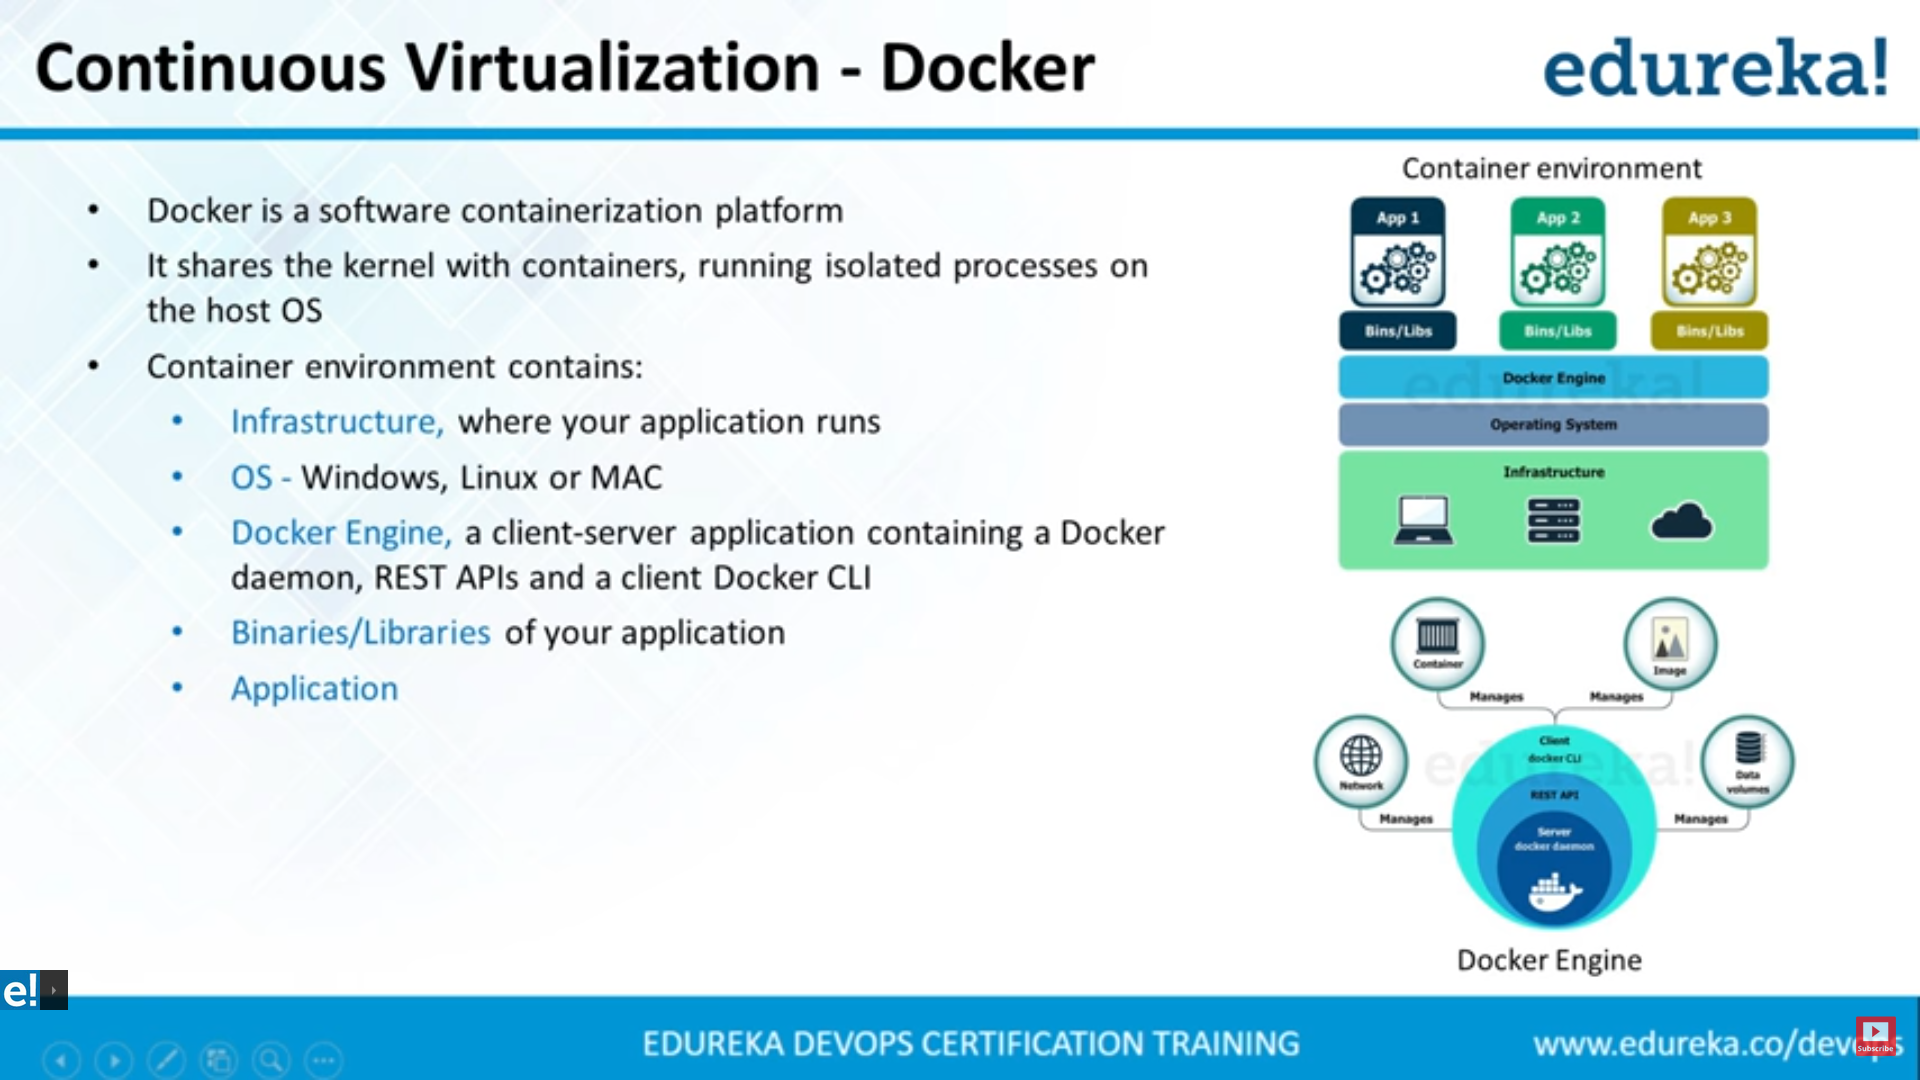 Continuous Virtualization - Docker
edureka!
• Docker is a software containerization platform
• It shares the kernel with containers, running isolated processes on
the host OS
• Container environment contains:
• Infrastructure, where your application runs
• OS - Windows, Linux or MAC
• Docker Engine, a client-server application containing a Docker
daemon, REST APIs and a client Docker CLI
• Binaries/Libraries of your application
• Application
Container environment
App 1 App 2 App 3
Bins/Libs Bins/Libs Bins/Libs
edureka!
Docker Engine
Operating System
Infrastructure
Container Image
Manages Manages
edureka!
Client
docker CLI
Network
Data
volumes
REST API
Manages Manages
Server
docker daemon
Docker Engine
e!
EDUREKA DEVOPS CERTIFICATION TRAINING
www.edureka.co/devops
Subscribe